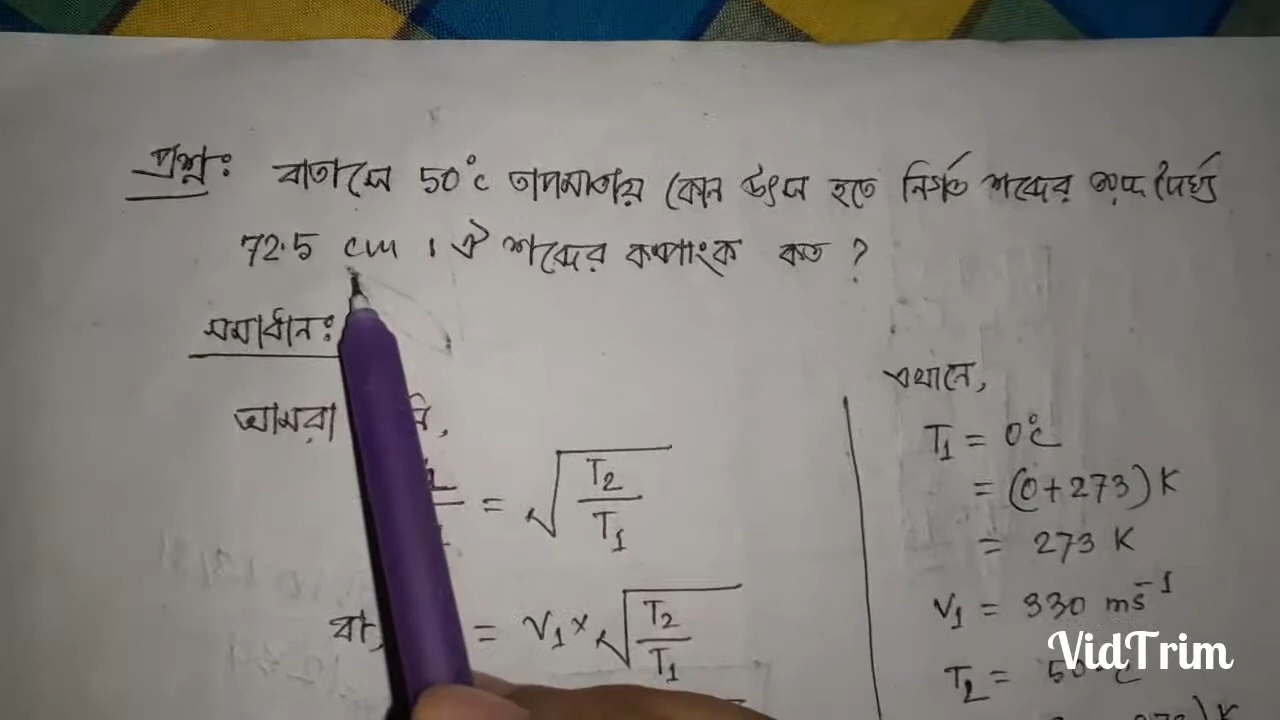 প্রশ্নঃ বাতাসে 50°c তাপমাত্রায় কোন উৎস হতে নির্গত শব্দের তরঙ্গ দৈর্ঘ্য
72.5 cm । ঐ শব্দের কম্পাংক কত ?
সমাধানঃ
আমরা
= √(T₂/T₁)
বা, = V₁ × √(T₂/T₁)
এখানে,
T₁ = 0°c
= (0+273) K
= 273 K
V₁ = 330 ms⁻¹
T₂ = 50°c
VidTrim